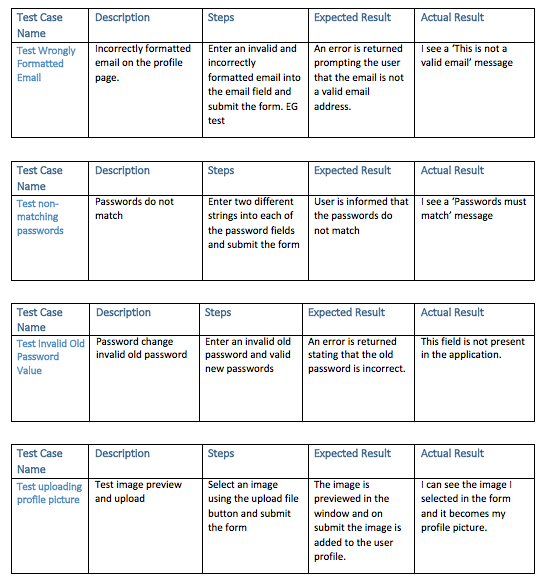 Test Case Name | Description | Steps | Expected Result | Actual Result
Test Wrongly Formatted Email | Incorrectly formatted email on the profile page. | Enter an invalid and incorrectly formatted email into the email field and submit the form. EG test | An error is returned prompting the user that the email is not a valid email address. | I see a 'This is not a valid email' message
Test Case Name | Description | Steps | Expected Result | Actual Result
Test non-matching passwords | Passwords do not match | Enter two different strings into each of the password fields and submit the form | User is informed that the passwords do not match | I see a 'Passwords must match' message
Test Case Name | Description | Steps | Expected Result | Actual Result
Test Invalid Old Password Value | Password change invalid old password | Enter an invalid old password and valid new passwords | An error is returned stating that the old password is incorrect. | This field is not present in the application.
Test Case Name | Description | Steps | Expected Result | Actual Result
Test uploading profile picture | Test image preview and upload | Select an image using the upload file button and submit the form | The image is previewed in the window and on submit the image is added to the user profile. | I can see the image I selected in the form and it becomes my profile picture.